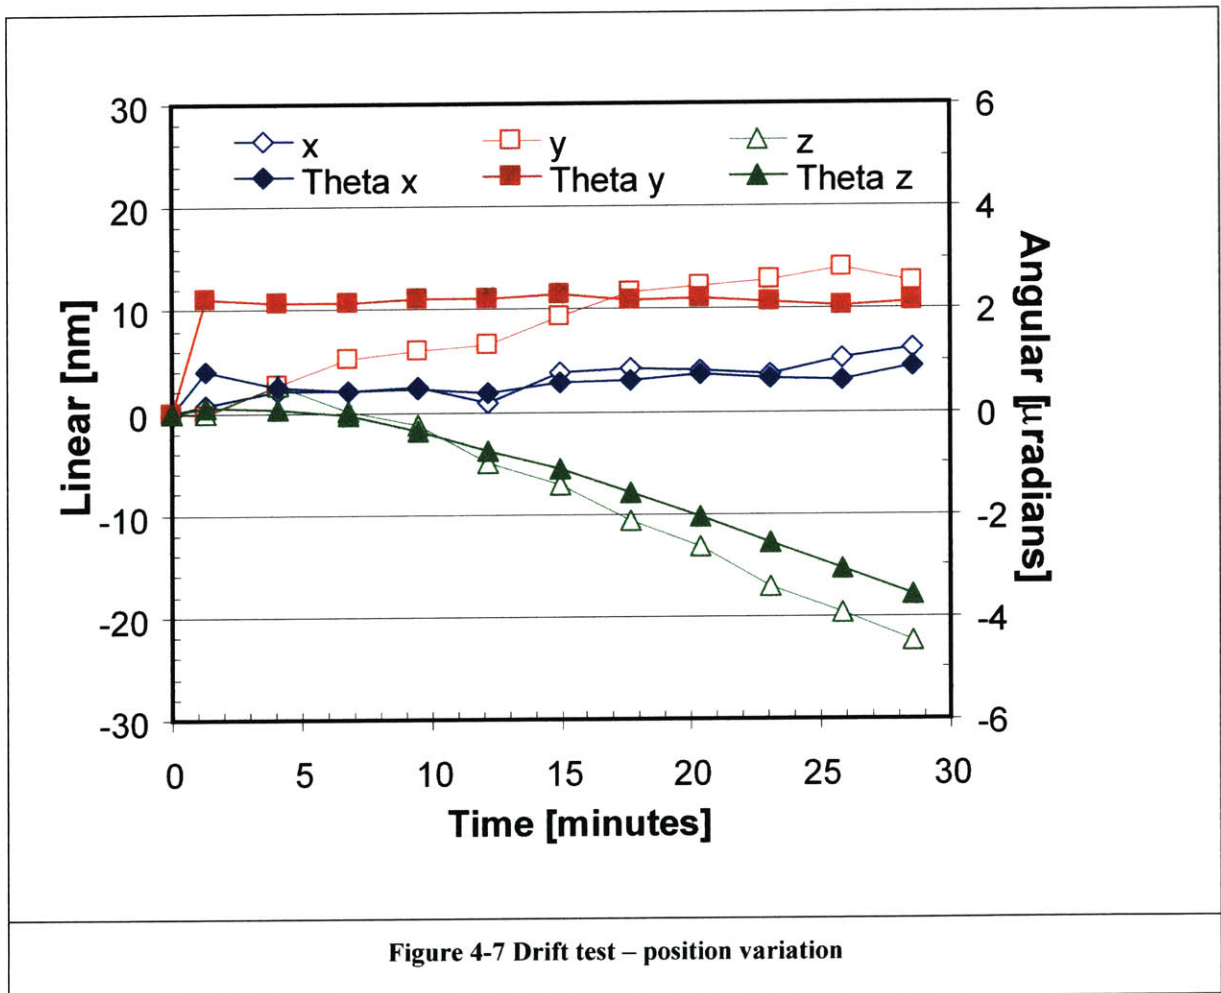 30
20
10
0
-10
-20
-30
Linear [nm]
x
y
z
Theta x
Theta y
Theta z
6
4
2
0
-2
-4
-6
Angular [μradians]
0 5 10 15 20 25 30
Time [minutes]
Figure 4-7 Drift test – position variation